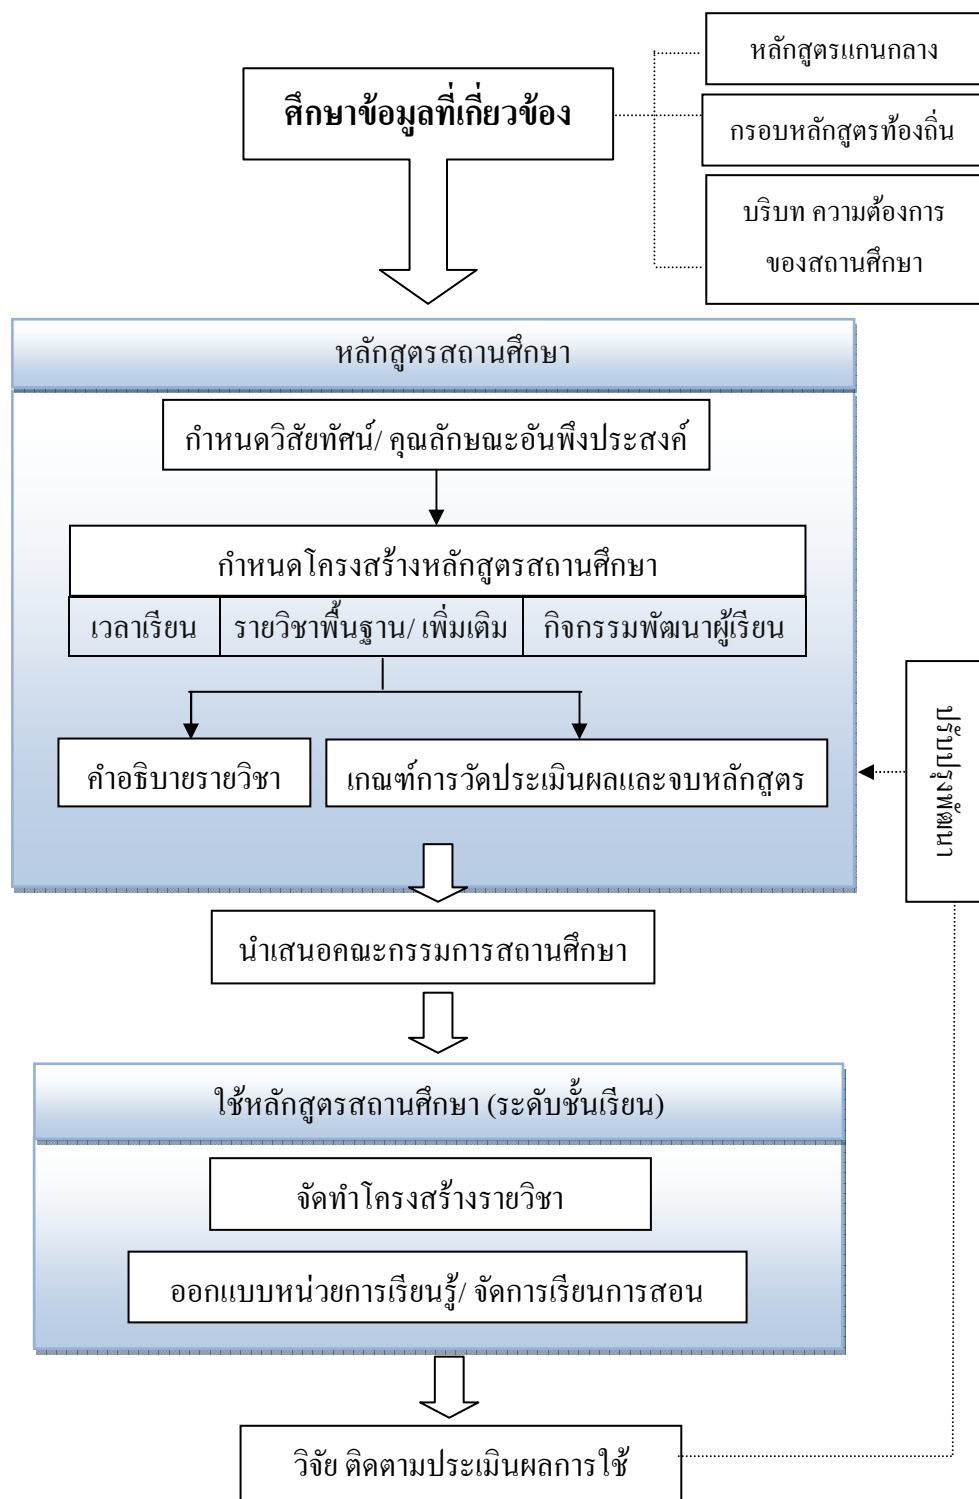 หลักสูตรแกนกลาง
ศึกษาข้อมูลที่เกี่ยวข้อง
กรอบหลักสูตรท้องถิ่น
บริบท ความต้องการ
ของสถานศึกษา
หลักสูตรสถานศึกษา
กำหนดวิสัยทัศน์/ คุณลักษณะอันพึงประสงค์
กำหนดโครงสร้างหลักสูตรสถานศึกษา
เวลาเรียน
รายวิชาพื้นฐาน/ เพิ่มเติม
กิจกรรมพัฒนาผู้เรียน
คำอธิบายรายวิชา
เกณฑ์การวัดประเมินผลและจบหลักสูตร
ปรับปรุงพัฒนา
นำเสนอคณะกรรมการสถานศึกษา
ใช้หลักสูตรสถานศึกษา (ระดับชั้นเรียน)
จัดทำโครงสร้างรายวิชา
ออกแบบหน่วยการเรียนรู้/ จัดการเรียนการสอน
วิจัย ติดตามประเมินผลการใช้